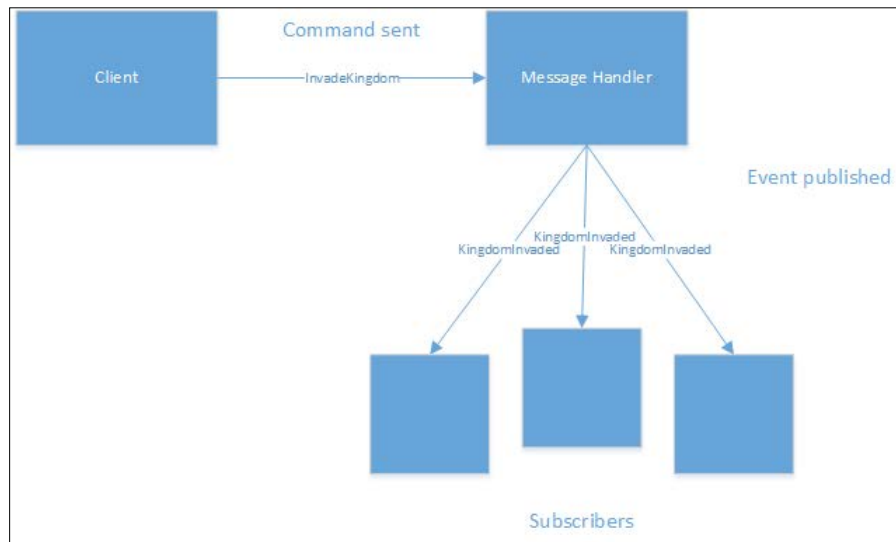 Command sent
Client
InvadeKingdom
Message Handler
Event published
KingdomInvaded
KingdomInvaded
KingdomInvaded
Subscribers